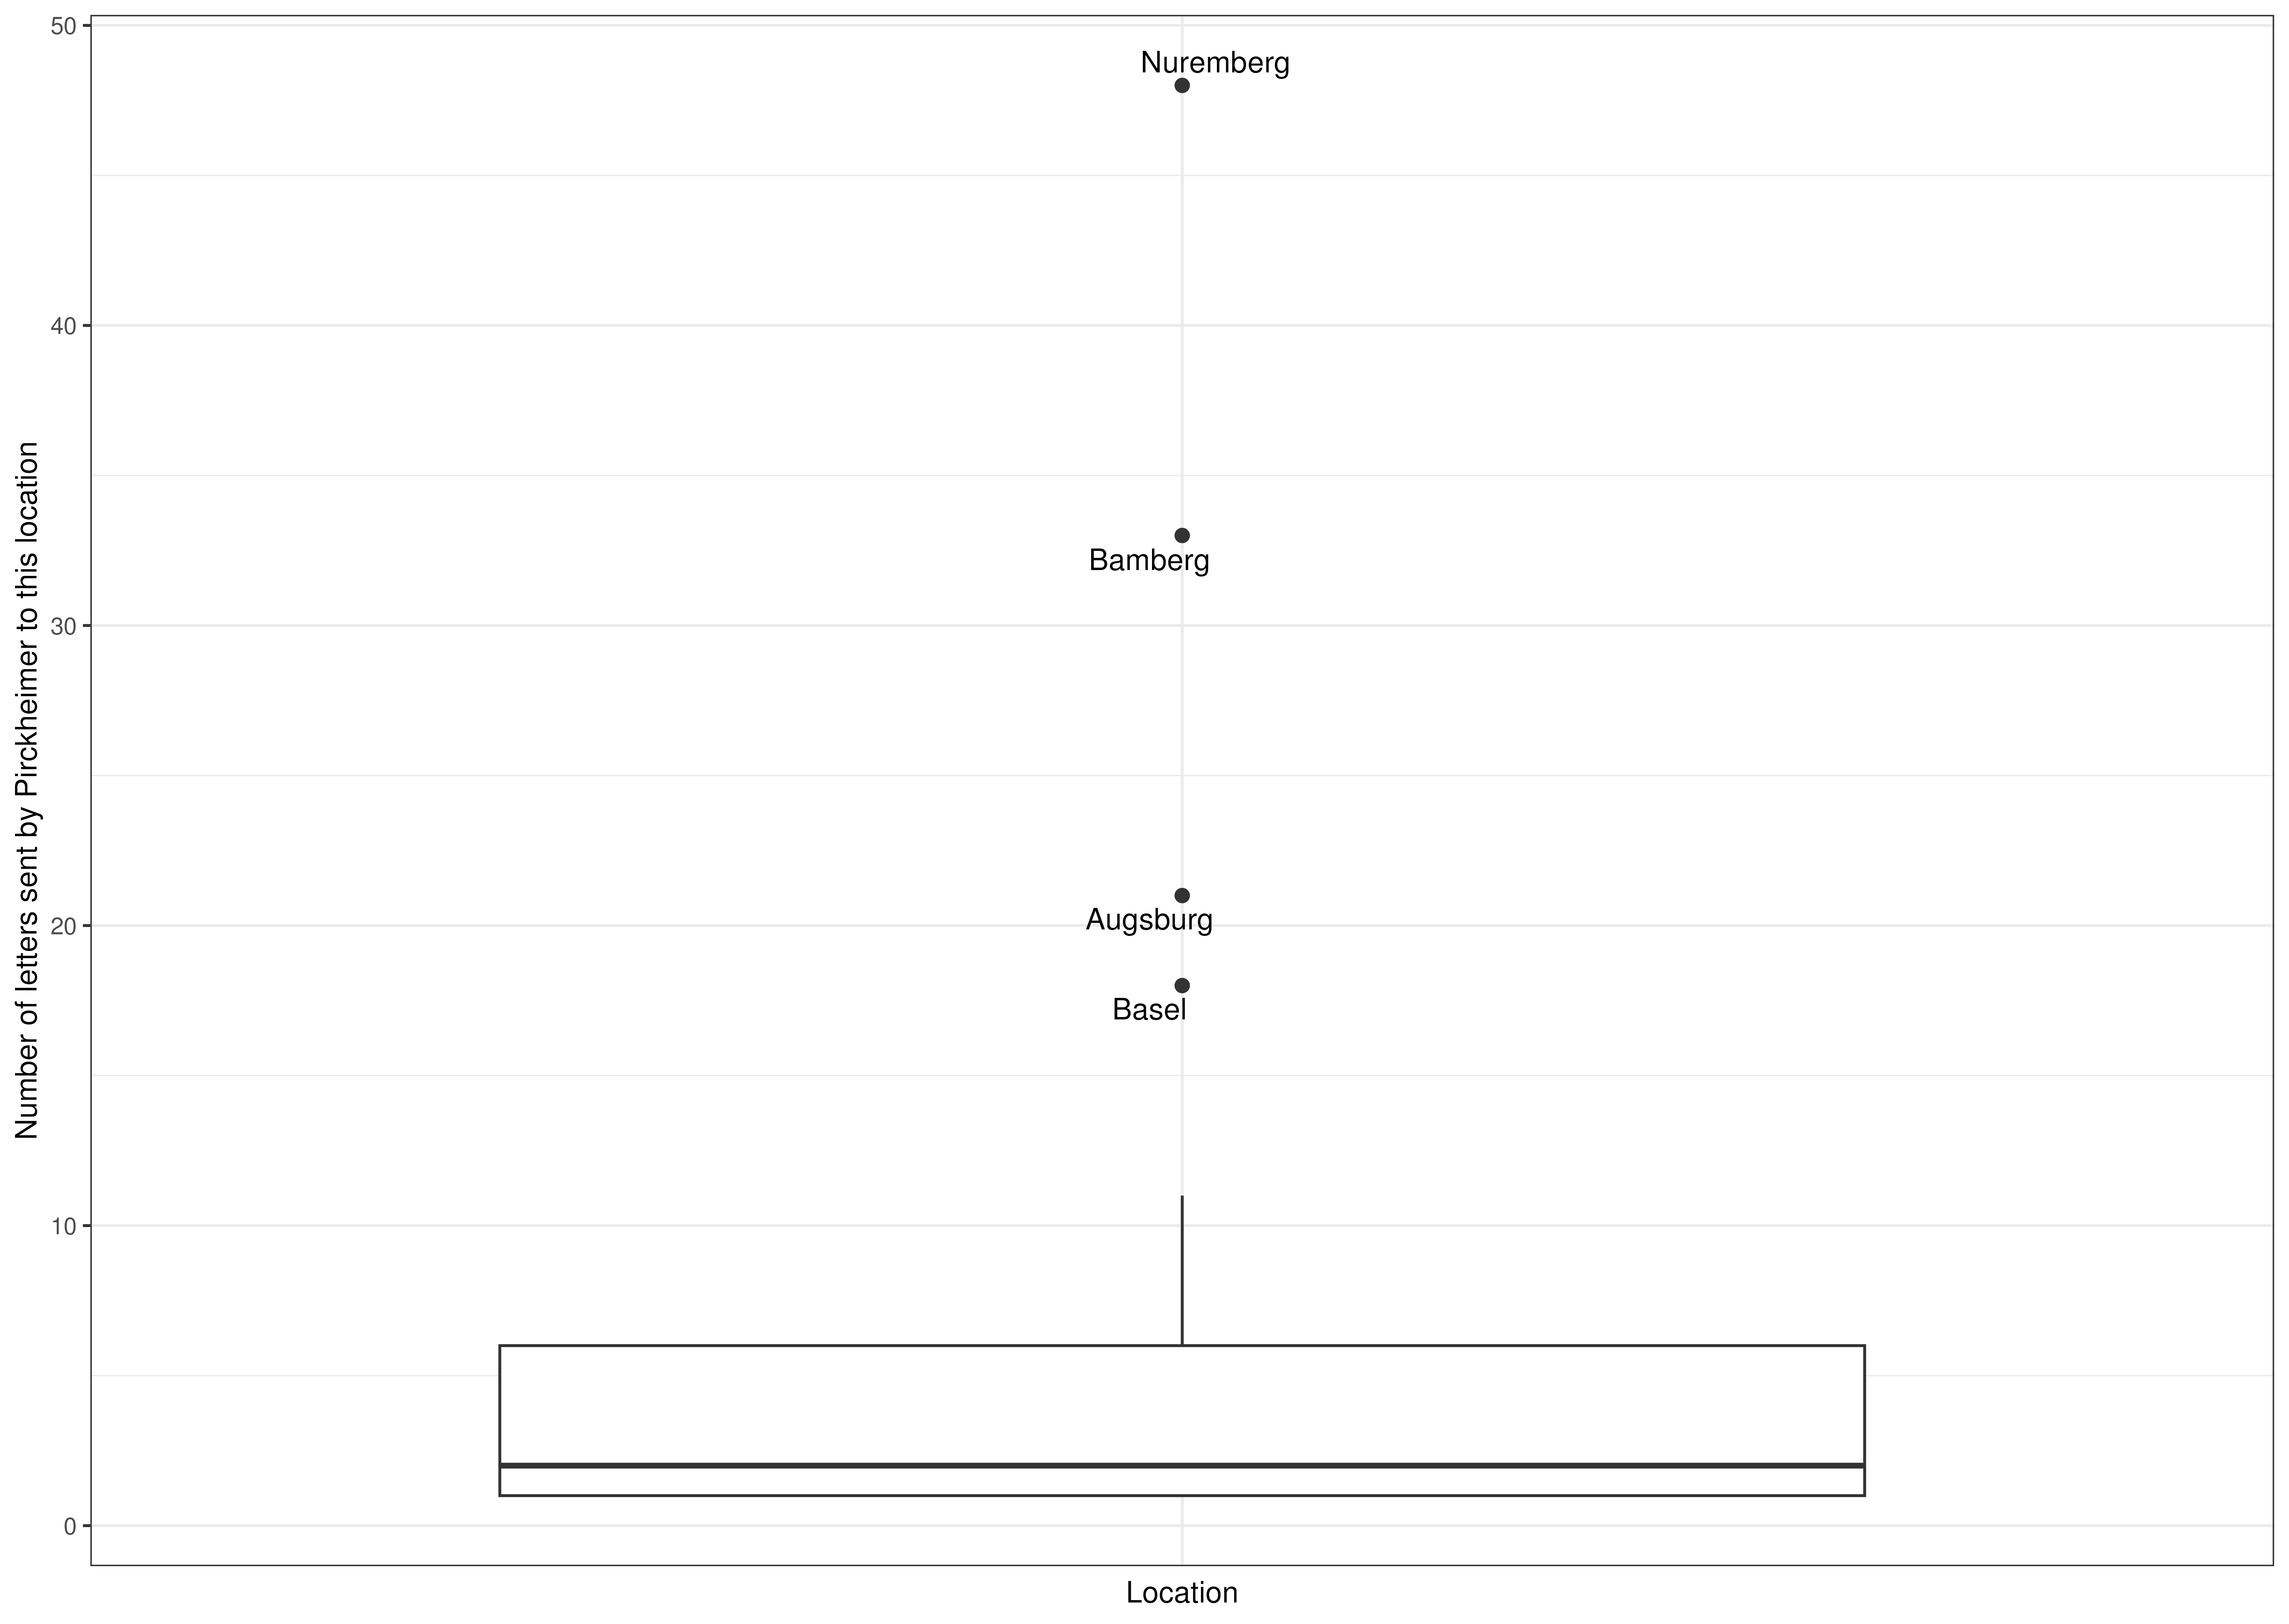 Number of letters sent by Pirckheimer to this location
50
40
30
20
10
0
Nuremberg
Bamberg
Augsburg
Basel
Location